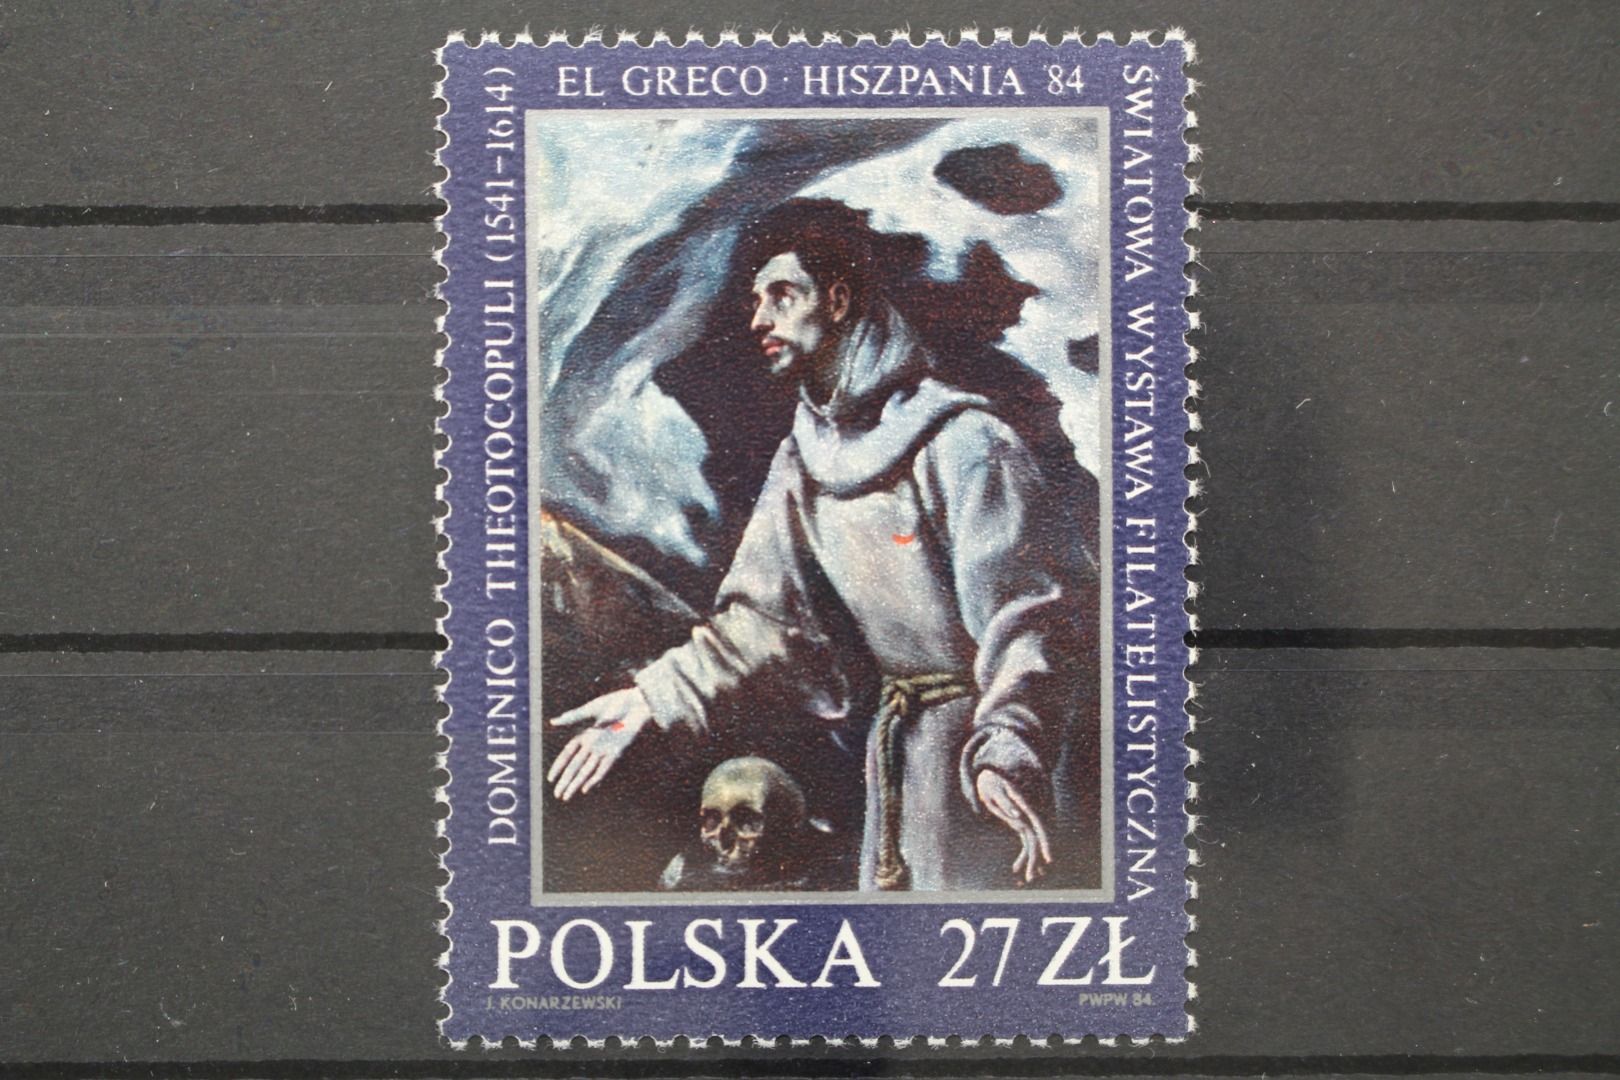 EL GRECO · HISZPANIA '84
DOMENICO THEOTOCOPULI (1541-1614)
ŚWIATOWA WYSTAWA FILATELISTYCZNA
POLSKA 27 ZŁ
J. KONARZEWSKI PWPW 84.